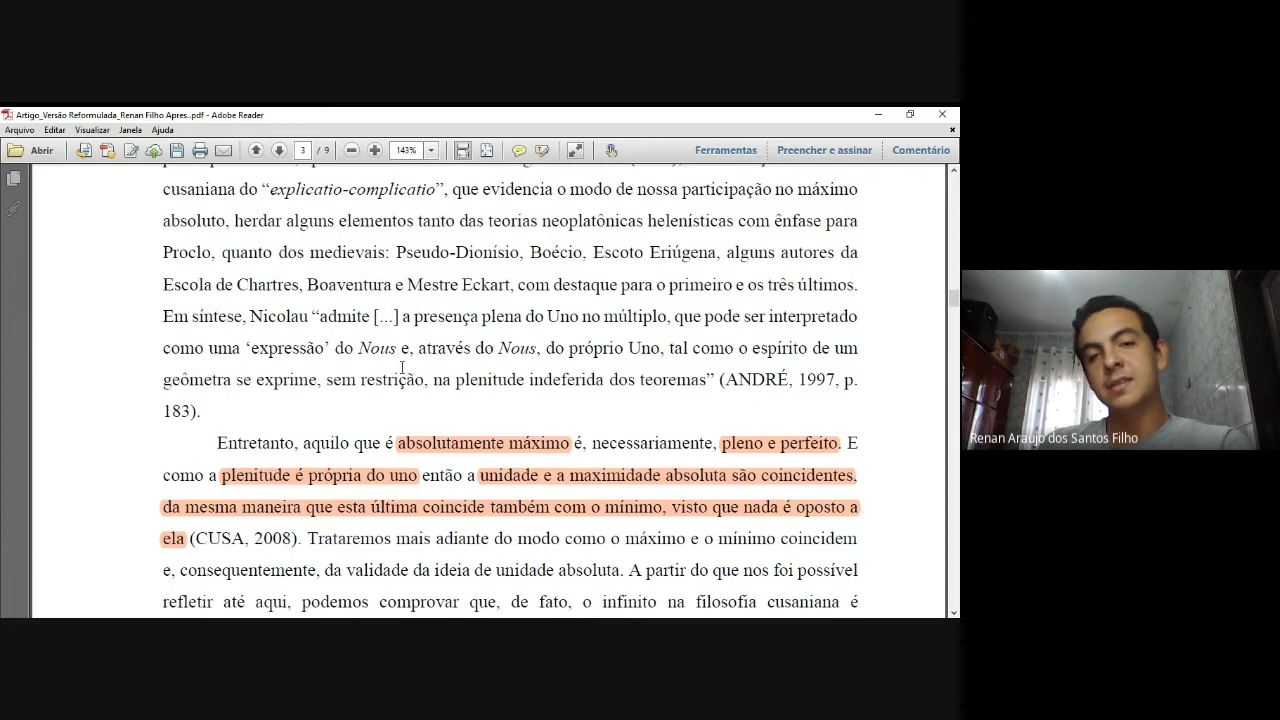 Artigo_Versão Reformulada_Renan Filho Apres..pdf - Adobe Reader
Arquivo Editar Visualizar Janela Ajuda
Abrir 3 / 9 143% Ferramentas Preencher e assinar Comentário
cusaniana do “explicatio-complicatio”, que evidencia o modo de nossa participação no máximo
absoluto, herdar alguns elementos tanto das teorias neoplatônicas helenísticas com ênfase para
Proclo, quanto dos medievais: Pseudo-Dionísio, Boécio, Escoto Eriúgena, alguns autores da
Escola de Chartres, Boaventura e Mestre Eckart, com destaque para o primeiro e os três últimos.
Em síntese, Nicolau “admite [...] a presença plena do Uno no múltiplo, que pode ser interpretado
como uma ‘expressão’ do Nous e, através do Nous, do próprio Uno, tal como o espírito de um
geômetra se exprime, sem restrição, na plenitude indeferida dos teoremas” (ANDRÉ, 1997, p.
183).
Entretanto, aquilo que é absolutamente máximo é, necessariamente, pleno e perfeito. E
como a plenitude é própria do uno então a unidade e a maximidade absoluta são coincidentes,
da mesma maneira que esta última coincide também com o mínimo, visto que nada é oposto a
ela (CUSA, 2008). Trataremos mais adiante do modo como o máximo e o mínimo coincidem
e, consequentemente, da validade da ideia de unidade absoluta. A partir do que nos foi possível
refletir até aqui, podemos comprovar que, de fato, o infinito na filosofia cusaniana é
Renan Araujo dos Santos Filho